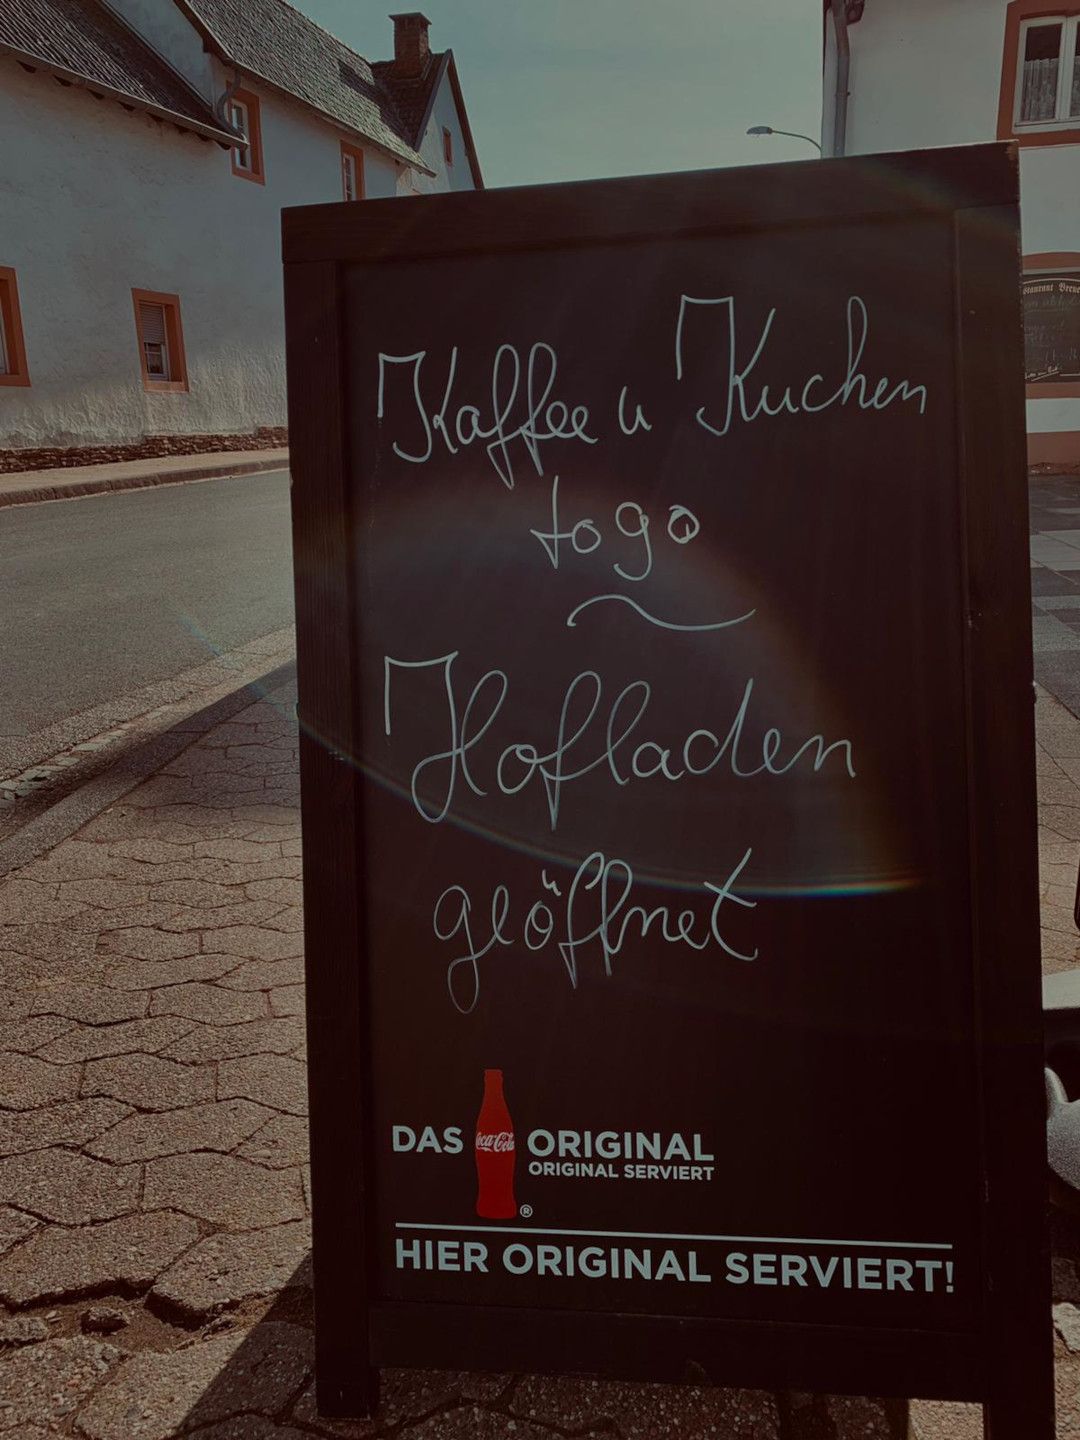 Kaffee u Kuchen
to go
Hofladen
geöffnet
DAS Coca-Cola ORIGINAL
ORIGINAL SERVIERT
®
HIER ORIGINAL SERVIERT!